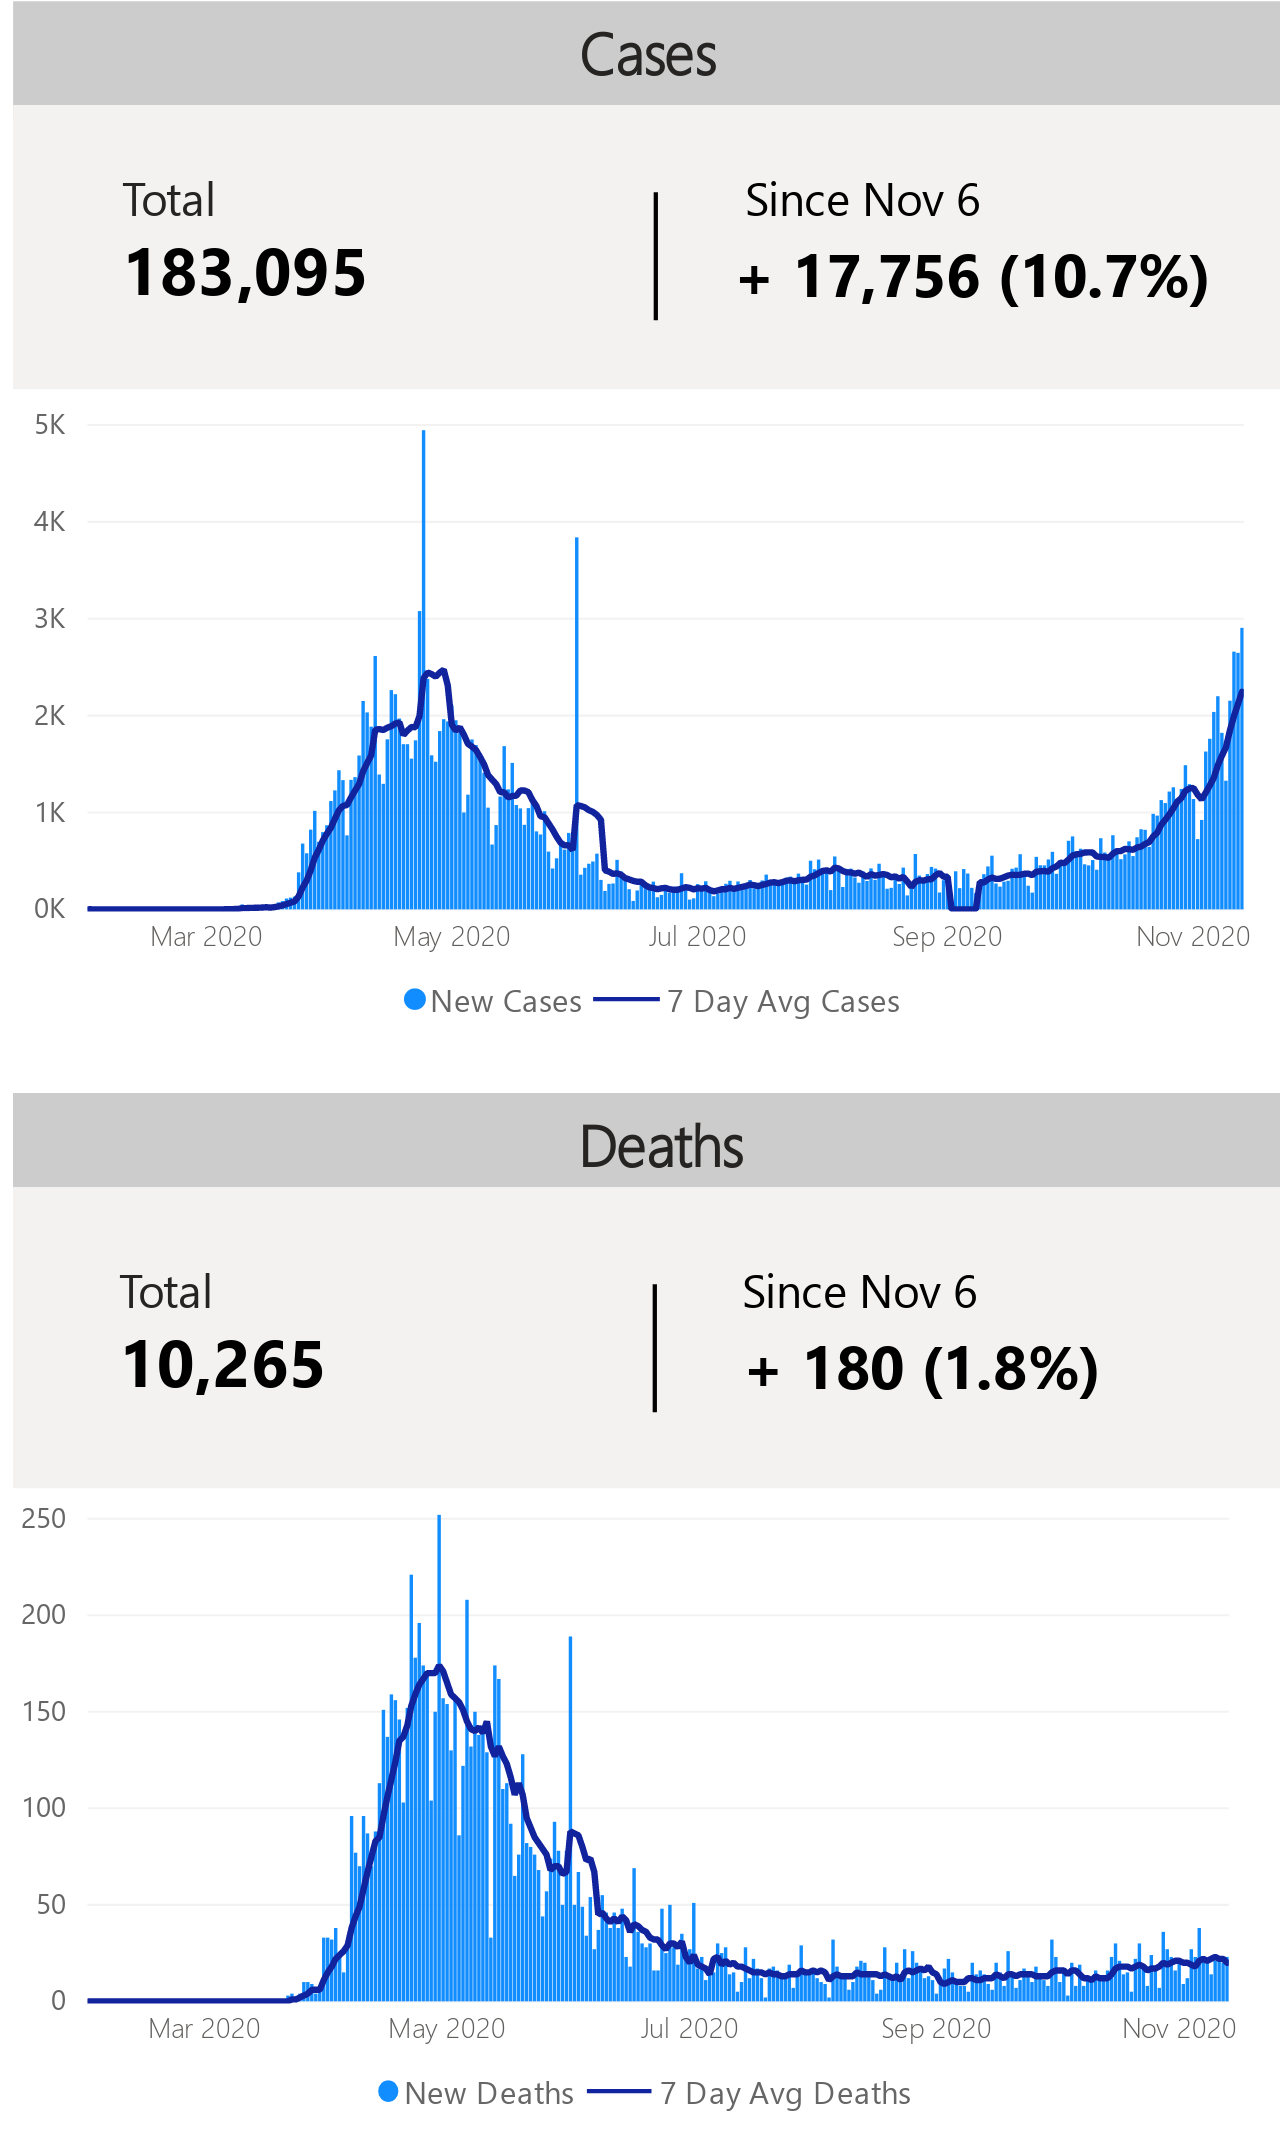 Cases
Total
Since Nov 6
183,095
+ 17,756 (10.7%)
5K
4K
3K
2K
1K
0K
Mar 2020 May 2020 Jul 2020 Sep 2020 Nov 2020
New Cases 7 Day Avg Cases
Deaths
Total
Since Nov 6
10,265
+ 180 (1.8%)
250
200
150
100
50
0
Mar 2020 May 2020 Jul 2020 Sep 2020 Nov 2020
New Deaths 7 Day Avg Deaths